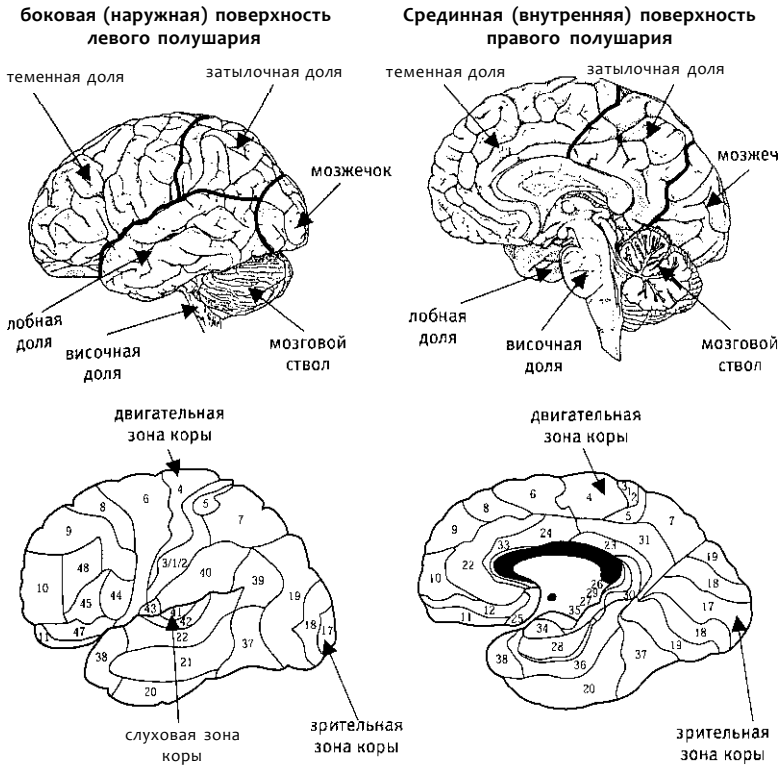 боковая (наружная) поверхность
левого полушария
Срединная (внутренняя) поверхность
правого полушария
теменная доля
затылочная доля
мозжечок
лобная
доля
височная
доля
мозговой
ствол
теменная доля
затылочная доля
мозжеч
лобная
доля
височная
доля
мозговой
ствол
двигательная
зона коры
6
4
8
5
9
7
48
3/1/2
40
39
10
44
45
43
41
42
19
47
11
22
18
17
38
21
37
20
слуховая зона
коры
зрительная
зона коры
двигательная
зона коры
6
4
3
1
2
8
5
7
9
24
23
31
33
22
19
10
26
29
30
18
27
12
35
17
11
25
34
18
28
19
38
36
37
20
зрительная
зона коры